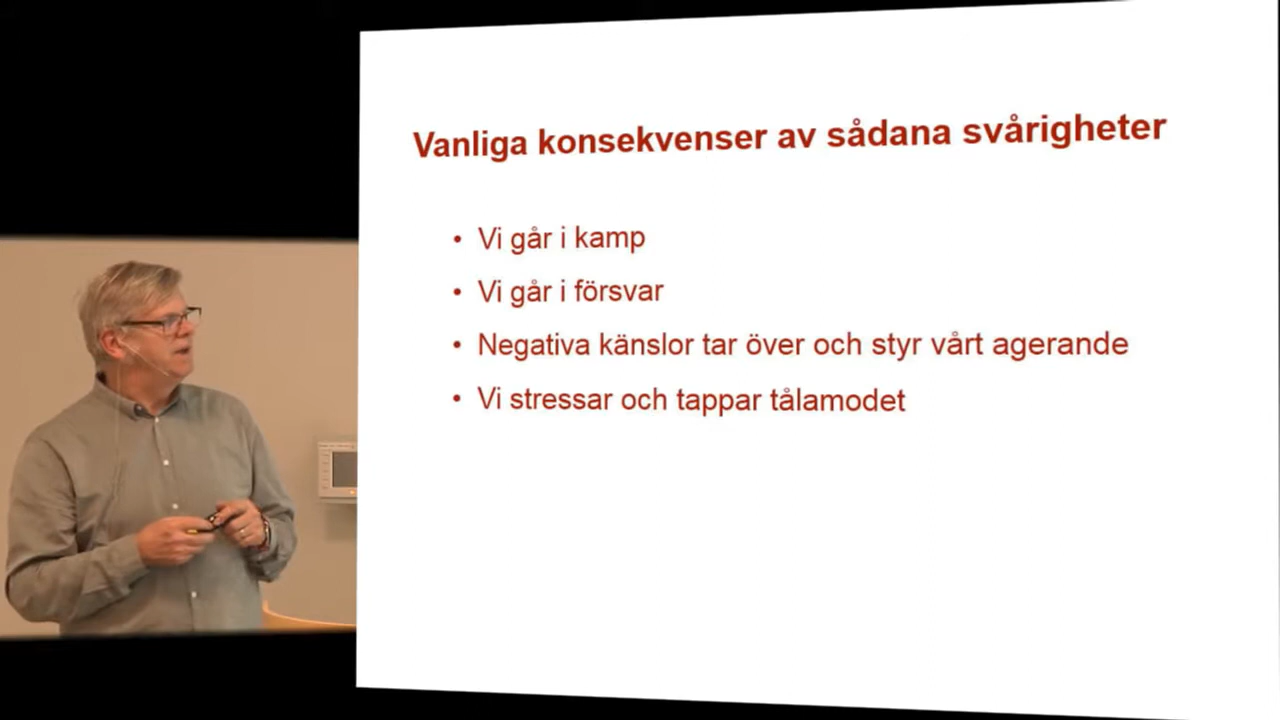 Vanliga konsekvenser av sådana svårigheter
• Vi går i kamp
• Vi går i försvar
• Negativa känslor tar över och styr vårt agerande
• Vi stressar och tappar tålamodet